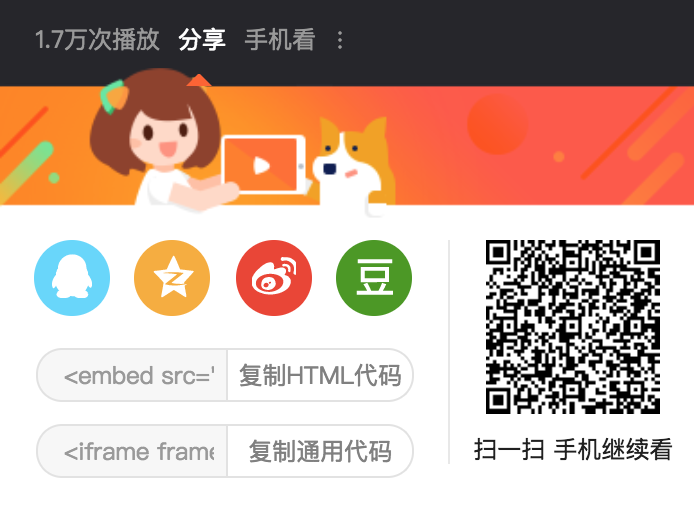 1.7万次播放 分享 手机看
豆
<embed src=' 复制HTML代码
<iframe frame 复制通用代码
扫一扫 手机继续看